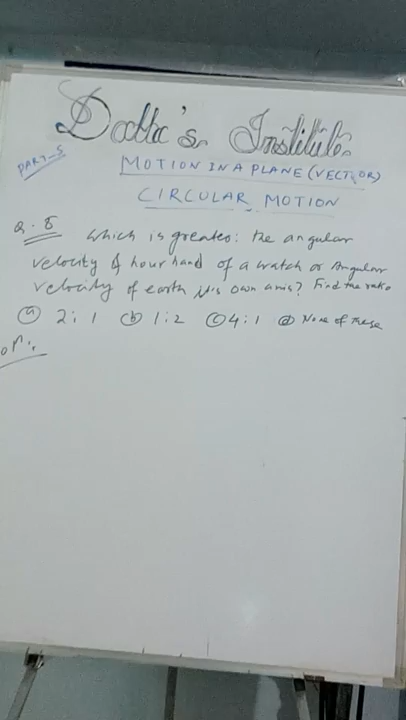 Dotta's Institute
PART-5
MOTION IN A PLANE (VECTOR)
CIRCULAR MOTION
Q.8 Which is greater: the angular
velocity of hour hand of a watch or Angular
velocity of earth it's own axis? Find the ratio
(a) 2:1 (b) 1:2 (c) 4:1 (d) None of these